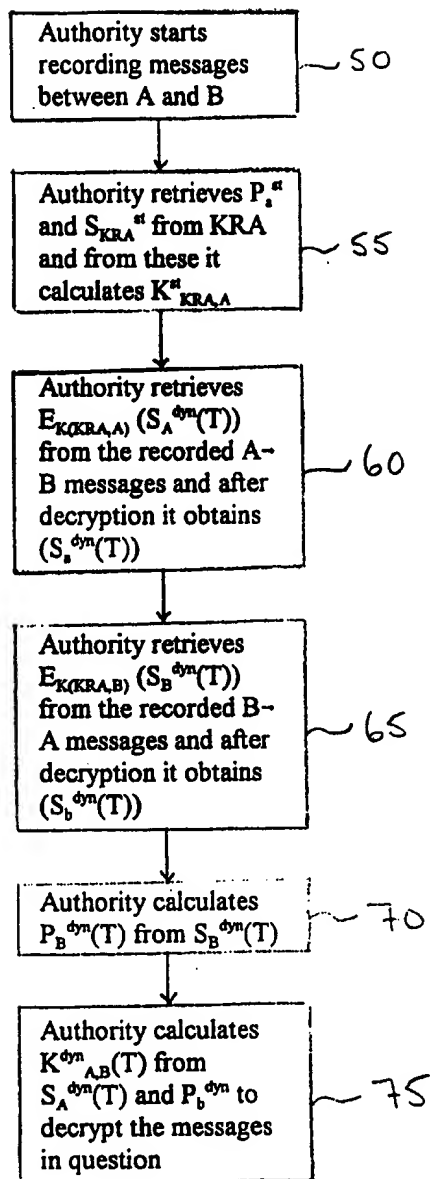 Authority starts
recording messages
between A and B
50
Authority retrieves Pₐˢᵗ
and S_KRA^st from KRA
and from these it
calculates K^st_KRA,A
55
Authority retrieves
E_K(KRA,A) (S_A^dyn(T))
from the recorded A-
B messages and after
decryption it obtains
(S_a^dyn(T))
60
Authority retrieves
E_K(KRA,B) (S_B^dyn(T))
from the recorded B-
A messages and after
decryption it obtains
(S_b^dyn(T))
65
Authority calculates
P_B^dyn(T) from S_B^dyn(T)
70
Authority calculates
K^dyn_A,B(T) from
S_A^dyn(T) and P_b^dyn to
decrypt the messages
in question
75